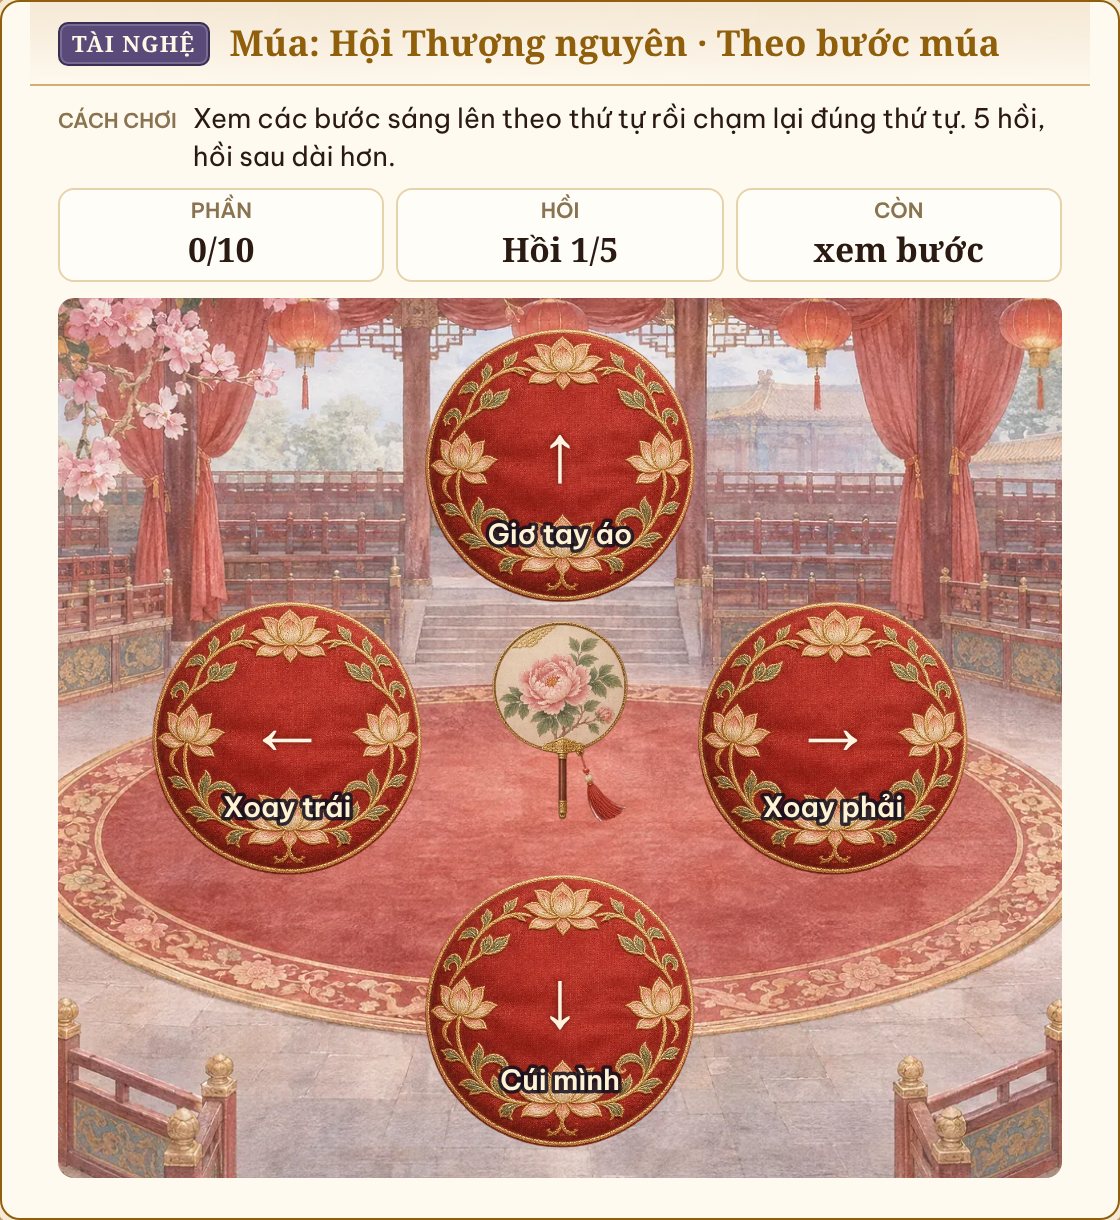 TÀI NGHỆ Múa: Hội Thượng nguyên · Theo bước múa
CÁCH CHƠI Xem các bước sáng lên theo thứ tự rồi chạm lại đúng thứ tự. 5 hồi,
hồi sau dài hơn.
PHẦN HỒI CÒN
0/10 Hồi 1/5 xem bước
↑
Giơ tay áo
← →
Xoay trái Xoay phải
↓
Cúi mình